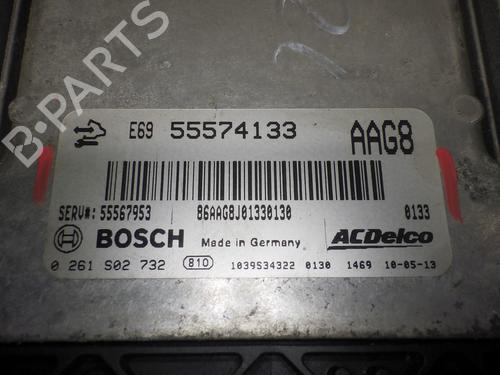 E69 55574133 AAG8
SERV#: 55567953 86AAG8J01330130 0133
BOSCH Made in Germany ACDelco
0 261 S02 732 810 1039S34322 0130 1469 10-05-13
B-PARTS